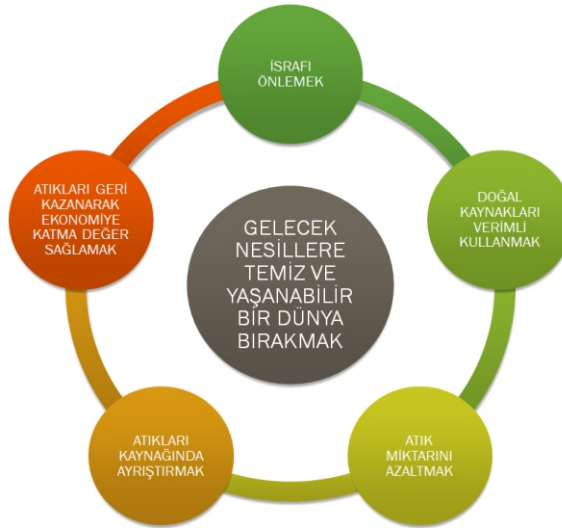 İSRAFI
ÖNLEMEK
DOĞAL
KAYNAKLARI
VERİMLİ
KULLANMAK
ATIK
MİKTARINI
AZALTMAK
ATIKLARI
KAYNAĞINDA
AYRIŞTIRMAK
ATIKLARI GERİ
KAZANARAK
EKONOMİYE
KATMA DEĞER
SAĞLAMAK
GELECEK
NESİLLERE
TEMİZ VE
YAŞANABİLİR
BİR DÜNYA
BIRAKMAK